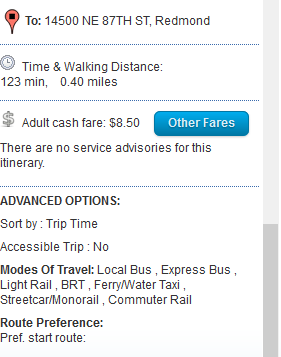 To: 14500 NE 87TH ST, Redmond
Time & Walking Distance:
123 min, 0.40 miles
Adult cash fare: $8.50 Other Fares
There are no service advisories for this
itinerary.
ADVANCED OPTIONS:
Sort by : Trip Time
Accessible Trip : No
Modes Of Travel: Local Bus , Express Bus ,
Light Rail , BRT , Ferry/Water Taxi ,
Streetcar/Monorail , Commuter Rail
Route Preference:
Pref. start route: